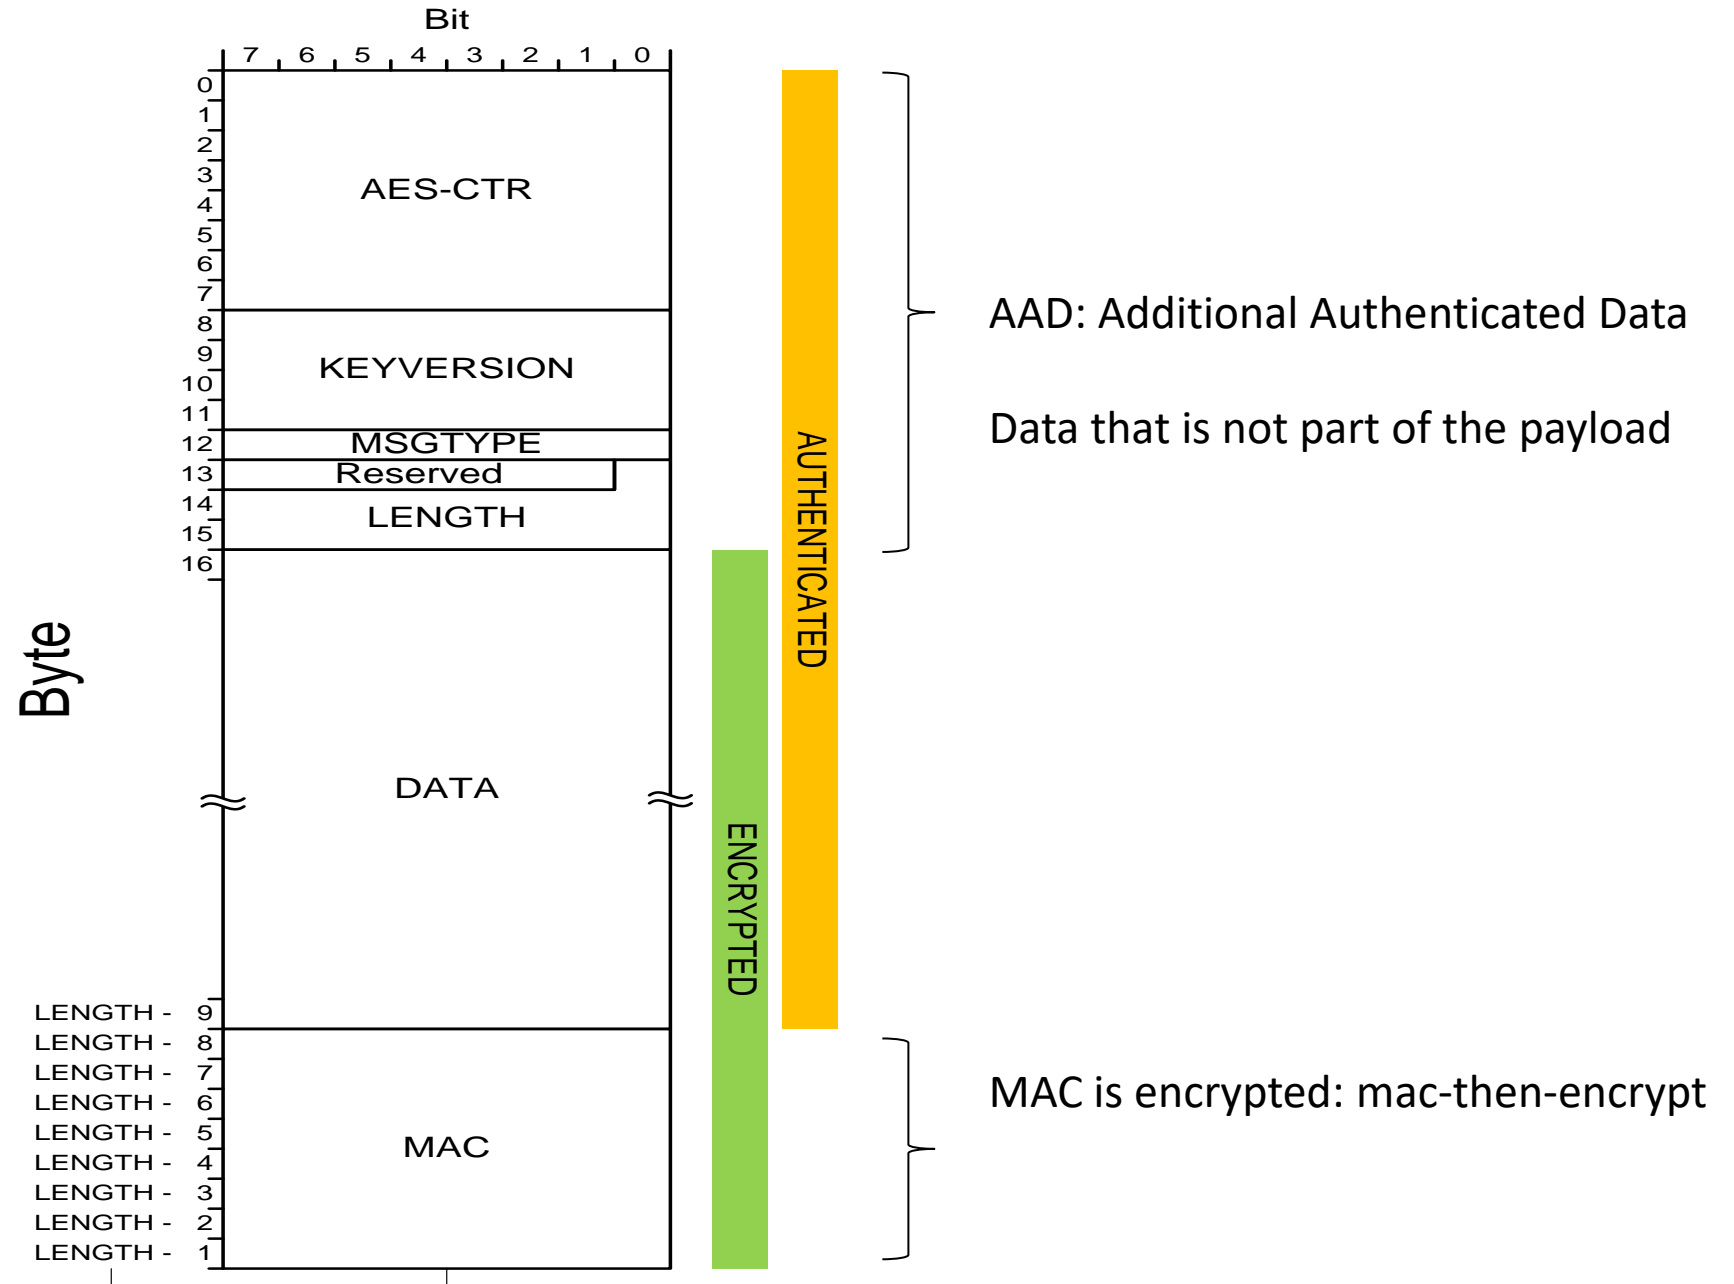 Bit
7 6 5 4 3 2 1 0
0
1
2
3
AES-CTR
4
5
6
7
8
9
KEYVERSION
10
11
12 MSGTYPE
13 Reserved
14
LENGTH
15
16
DATA
LENGTH - 9
LENGTH - 8
LENGTH - 7
LENGTH - 6
LENGTH - 5
MAC
LENGTH - 4
LENGTH - 3
LENGTH - 2
LENGTH - 1
Byte
ENCRYPTED
AUTHENTICATED
AAD: Additional Authenticated Data
Data that is not part of the payload
MAC is encrypted: mac-then-encrypt